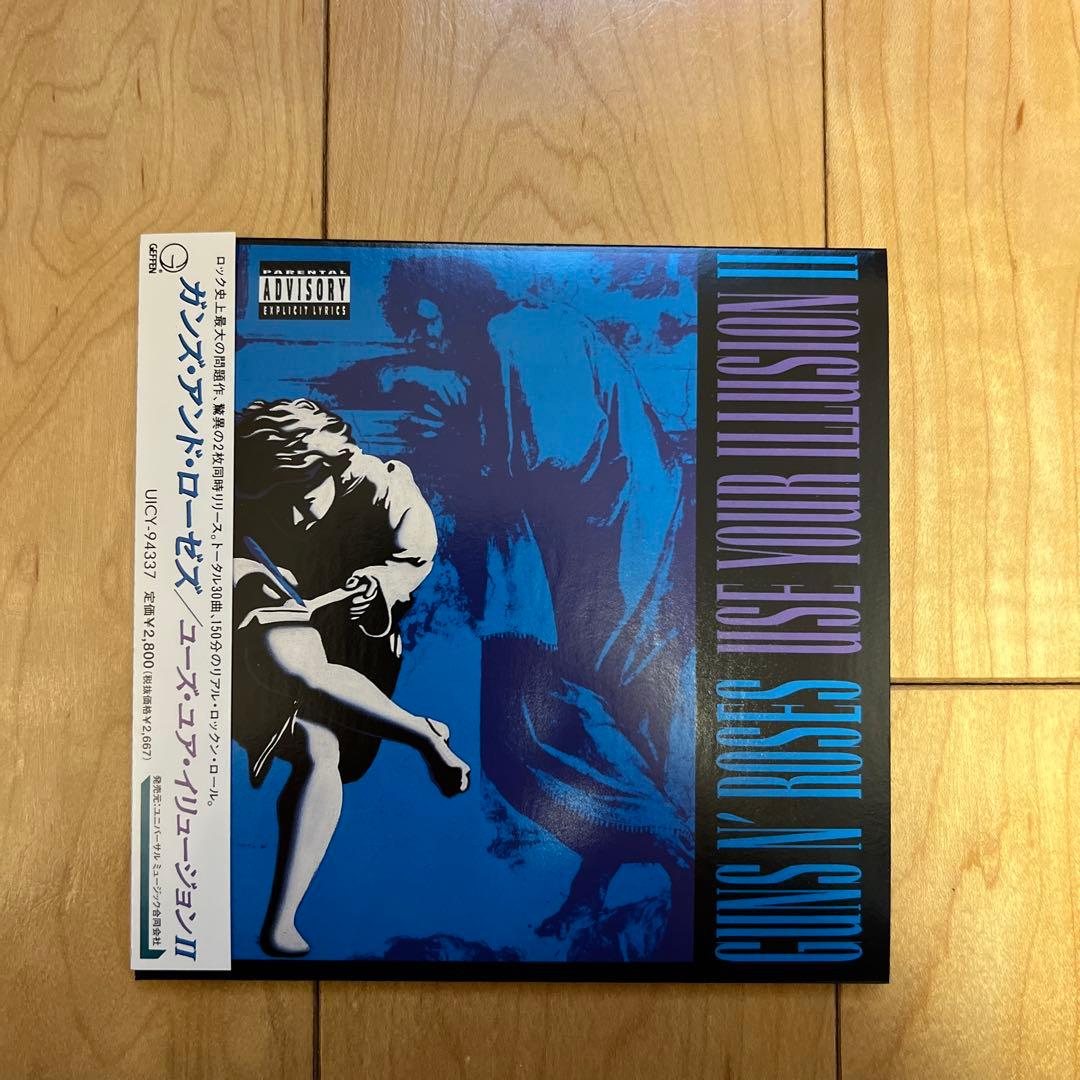 GEFFEN®
ロック史上最大の問題作、驚異の2枚同時リリース。トータル30曲、150分のリアル・ロックン・ロール。
ガンズ・アンド・ローゼズ/ユーズ・ユア・イリュージョンII
UICY-94337 定価¥2,800(税抜価格¥2,667)
発売元:ユニバーサル ミュージック合同会社
PARENTAL
ADVISORY
EXPLICIT LYRICS
GUNS N' ROSES USE YOUR ILLUSION II